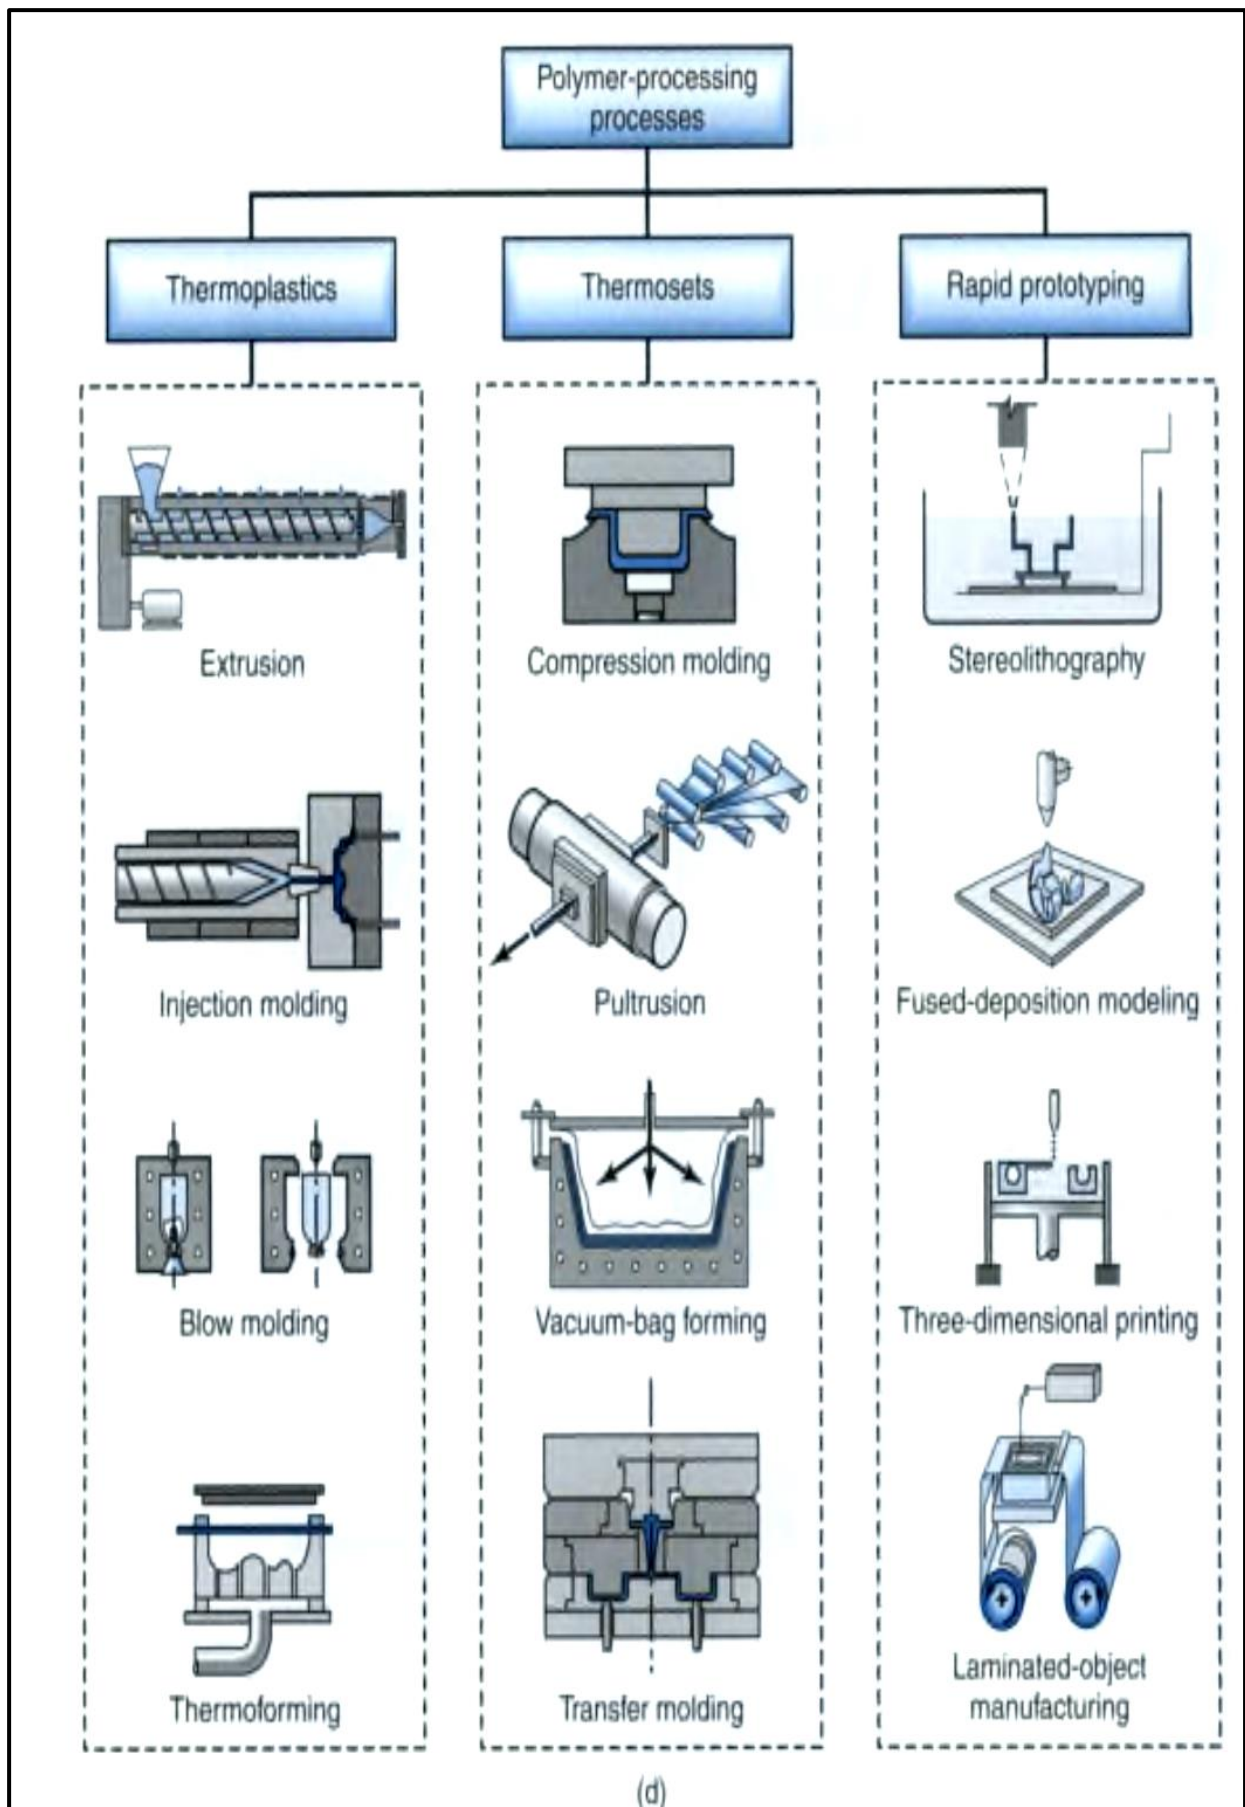 Polymer-processing
processes
Thermoplastics
Thermosets
Rapid prototyping
Extrusion
Injection molding
Blow molding
Thermoforming
Compression molding
Pultrusion
Vacuum-bag forming
Transfer molding
Stereolithography
Fused-deposition modeling
Three-dimensional printing
Laminated-object
manufacturing
(d)